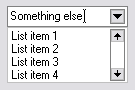 Something else
List item 1
List item 2
List item 3
List item 4